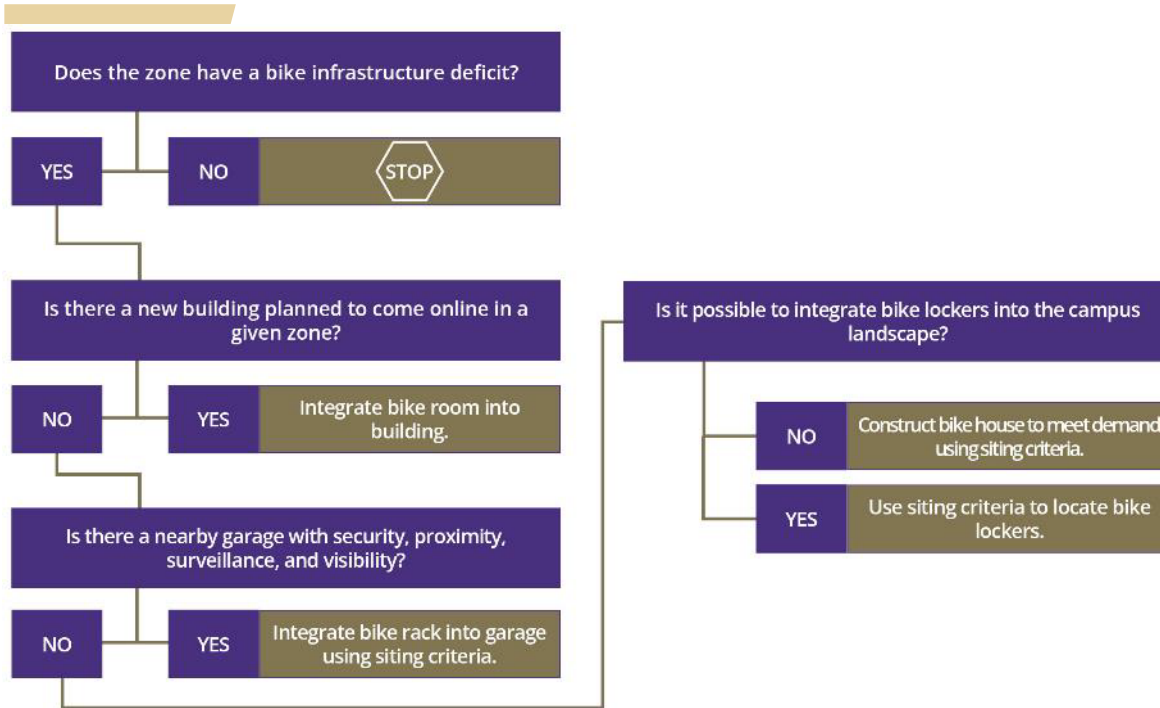 Does the zone have a bike infrastructure deficit?
YES
NO
STOP
Is there a new building planned to come online in a
given zone?
NO
YES
Integrate bike room into
building.
Is there a nearby garage with security, proximity,
surveillance, and visibility?
NO
YES
Integrate bike rack into garage
using siting criteria.
Is it possible to integrate bike lockers into the campus
landscape?
NO
Construct bike house to meet demand
using siting criteria.
YES
Use siting criteria to locate bike
lockers.